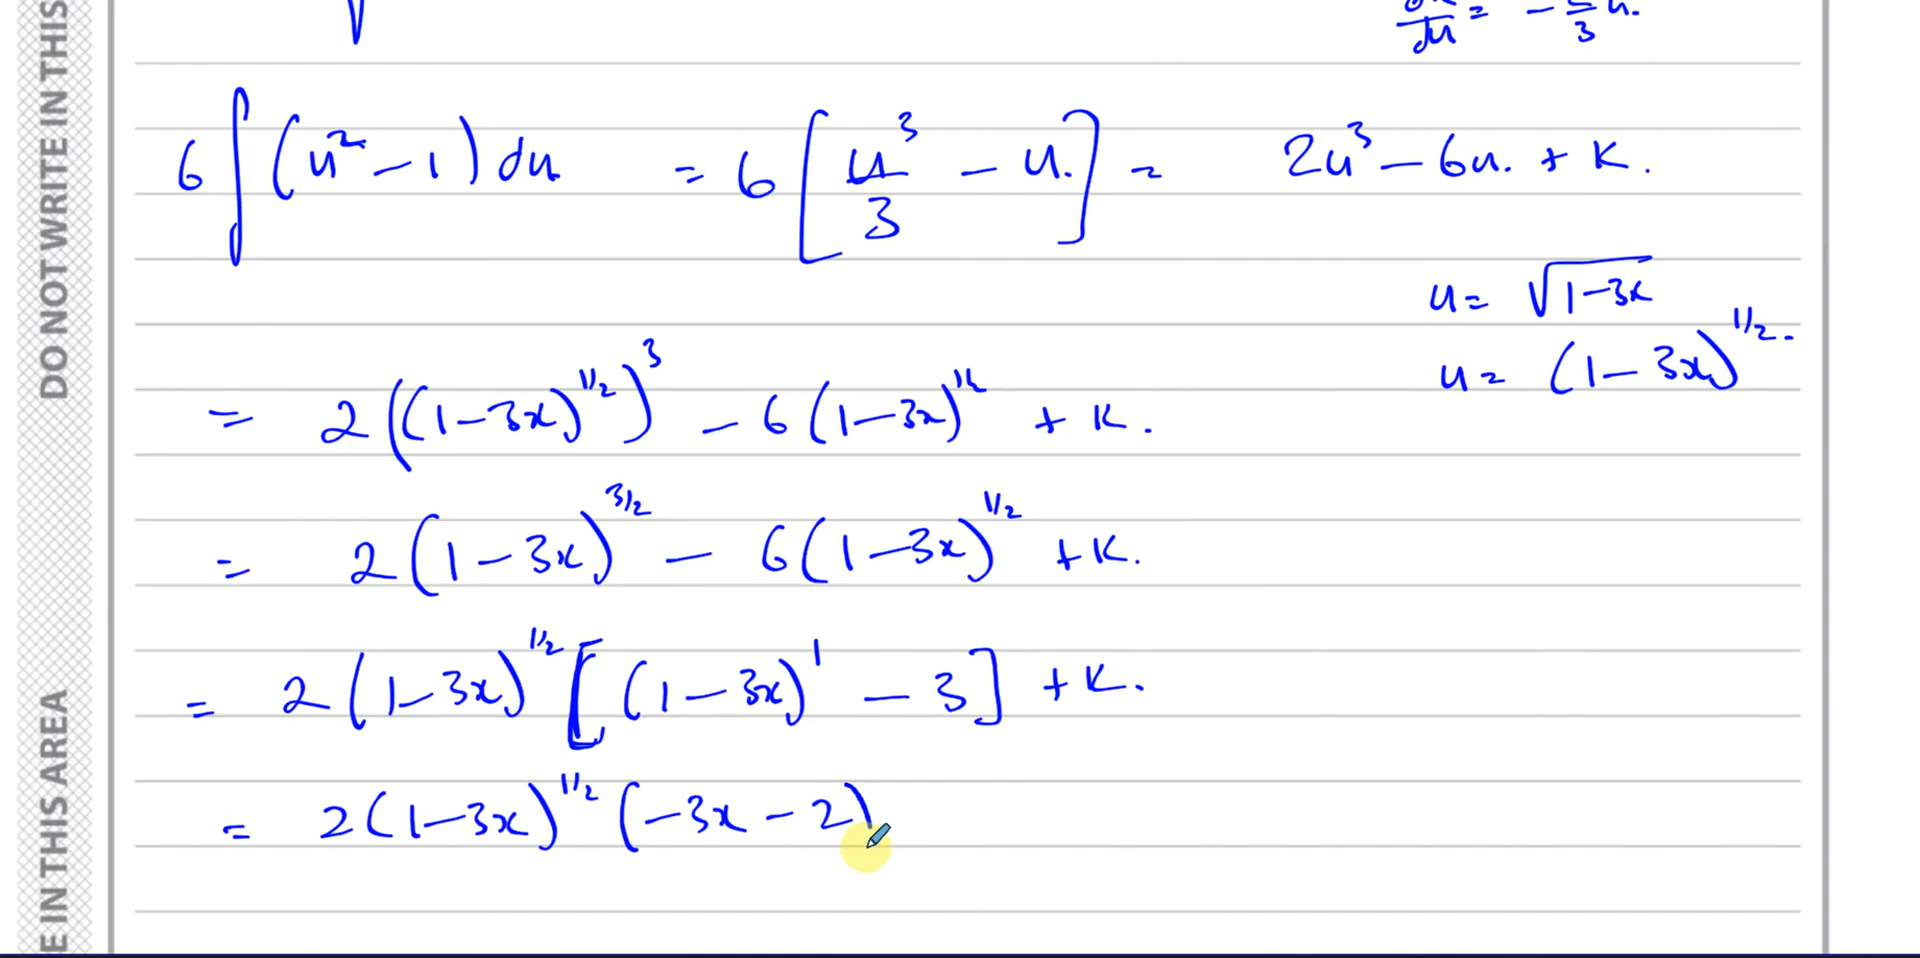 dx/du = - 2/3 u.
6 ∫ (u² - 1) du = 6 [ u³/3 - u. ] = 2u³ - 6u. + K.
u = √1-3x
u = (1 - 3x)^1/2.
= 2((1-3x)^1/2)³ - 6(1-3x)^1/2 + K.
= 2(1-3x)^3/2 - 6(1-3x)^1/2 + K.
= 2(1-3x)^1/2 [(1-3x)^1 - 3] + K.
= 2(1-3x)^1/2 (-3x - 2)
DO NOT WRITE IN THIS
E IN THIS AREA